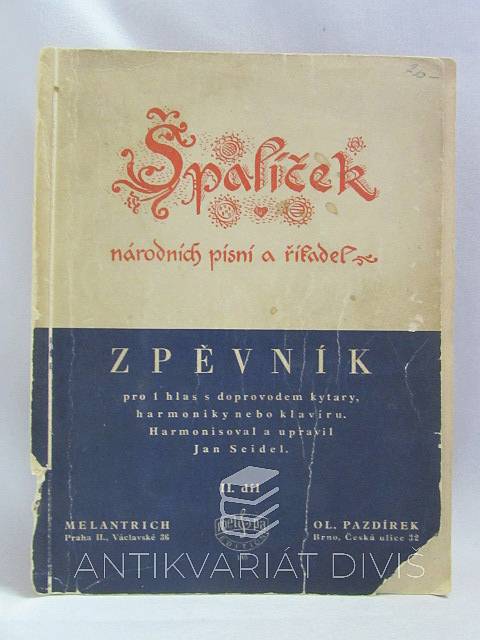 20-
Špalíček
národních písní a říkadel
ZPĚVNÍK
pro 1 hlas s doprovodem kytary,
harmoniky nebo klavíru.
Harmonisoval a upravil
Jan Seidel.
II. díl
MELANTRICH
Praha II., Václavské 36
OL. PAZDÍREK
Brno, Česká ulice 32
ANTIKVARIÁT DIVIŠ